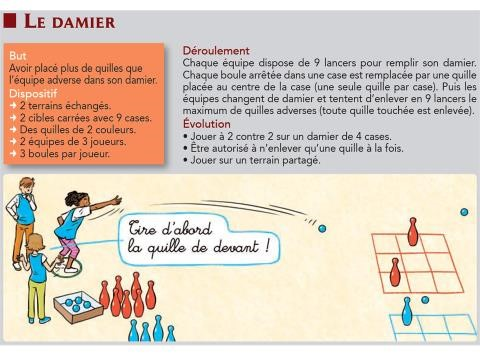 LE DAMIER
But
Avoir placé plus de quilles que
l'équipe adverse dans son damier.
Dispositif
➔ 2 terrains échangés.
➔ 2 cibles carrées avec 9 cases.
➔ Des quilles de 2 couleurs.
➔ 2 équipes de 3 joueurs.
➔ 3 boules par joueur.
Déroulement
Chaque équipe dispose de 9 lancers pour remplir son damier.
Chaque boule arrêtée dans une case est remplacée par une quille
placée au centre de la case (une seule quille par case). Puis les
équipes changent de damier et tentent d'enlever en 9 lancers le
maximum de quilles adverses (toute quille touchée est enlevée).
Évolution
• Jouer à 2 contre 2 sur un damier de 4 cases.
• Être autorisé à n'enlever qu'une quille à la fois.
• Jouer sur un terrain partagé.
Tire d'abord
la quille de devant !